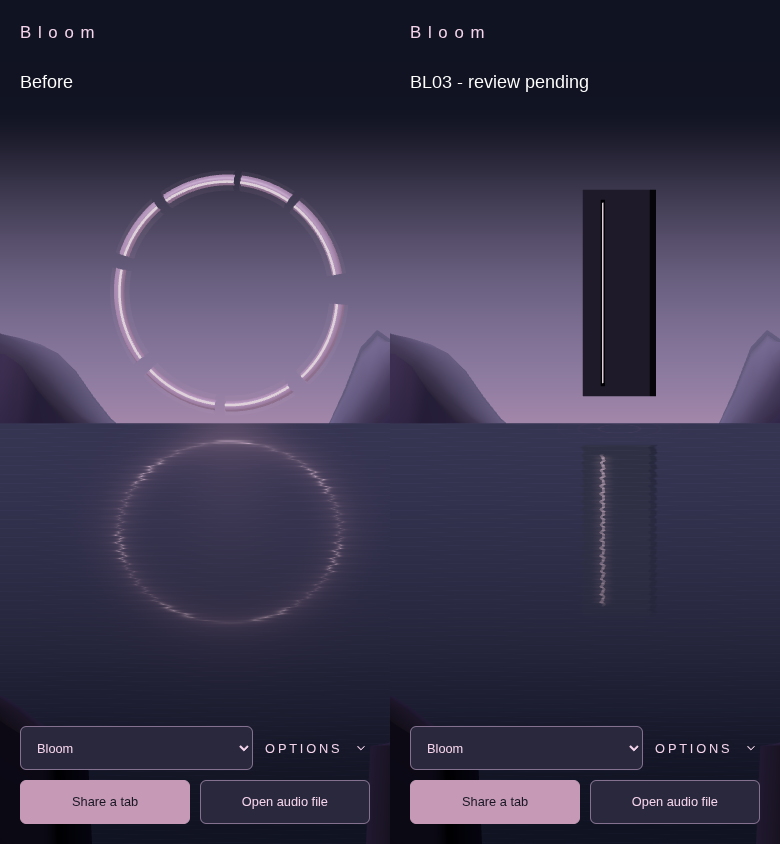 Bloom
Before
Bloom OPTIONS
Share a tab Open audio file
Bloom
BL03 - review pending
Bloom OPTIONS
Share a tab Open audio file